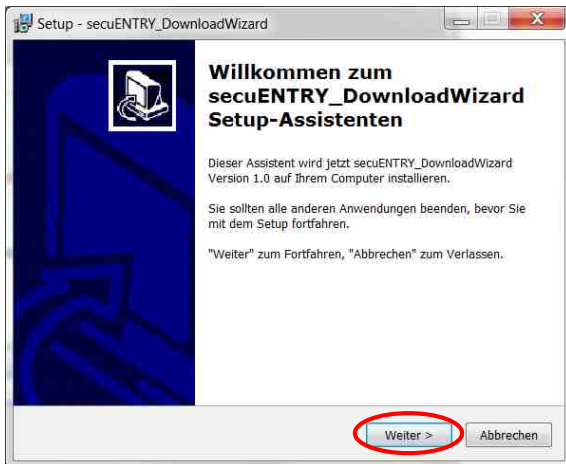 Setup - secuENTRY_DownloadWizard
Willkommen zum
secuENTRY_DownloadWizard
Setup-Assistenten
Dieser Assistent wird jetzt secuENTRY_DownloadWizard
Version 1.0 auf Ihrem Computer installieren.
Sie sollten alle anderen Anwendungen beenden, bevor Sie
mit dem Setup fortfahren.
"Weiter" zum Fortfahren, "Abbrechen" zum Verlassen.
Weiter > Abbrechen